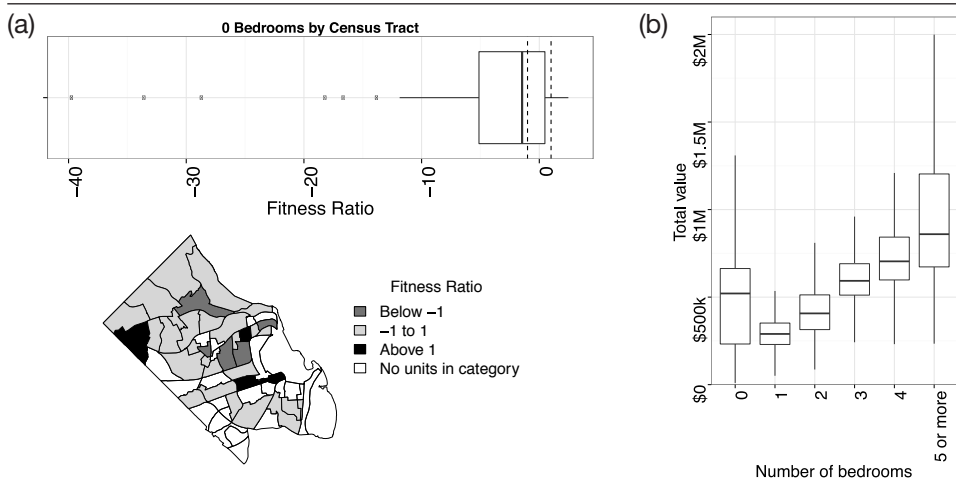 (a)
0 Bedrooms by Census Tract
−40
−30
−20
−10
0
Fitness Ratio
Fitness Ratio
Below −1
−1 to 1
Above 1
No units in category
(b)
Total value
$2M
$1.5M
$1M
$500k
$0
0
1
2
3
4
5 or more
Number of bedrooms